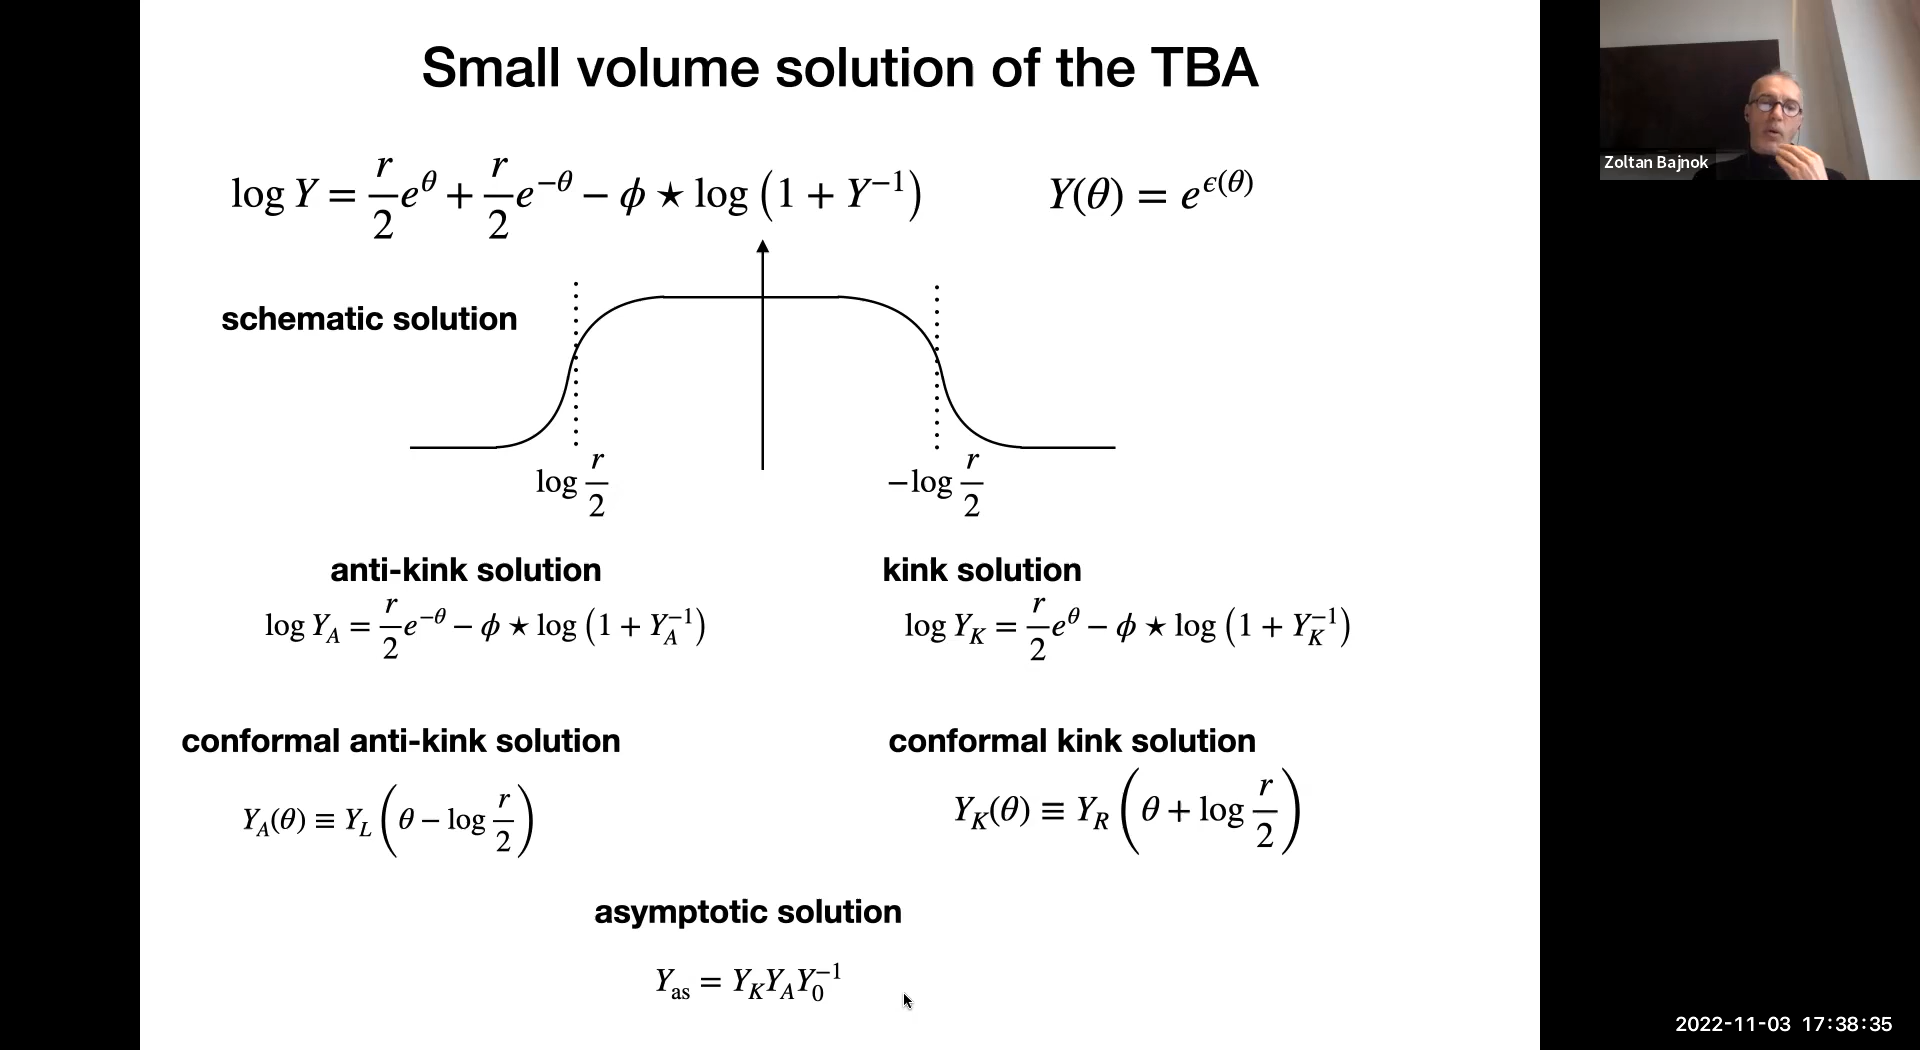 Small volume solution of the TBA
log Y = r/2 e^θ + r/2 e^{−θ} − ϕ ⋆ log (1 + Y^{−1})    Y(θ) = e^{ϵ(θ)}
schematic solution
log r/2    −log r/2
anti-kink solution    kink solution
log Y_A = r/2 e^{−θ} − ϕ ⋆ log (1 + Y_A^{−1})    log Y_K = r/2 e^θ − ϕ ⋆ log (1 + Y_K^{−1})
conformal anti-kink solution    conformal kink solution
Y_A(θ) ≡ Y_L (θ − log r/2)    Y_K(θ) ≡ Y_R (θ + log r/2)
asymptotic solution
Y_as = Y_K Y_A Y_0^{−1}
Zoltan Bajnok
2022-11-03 17:38:35